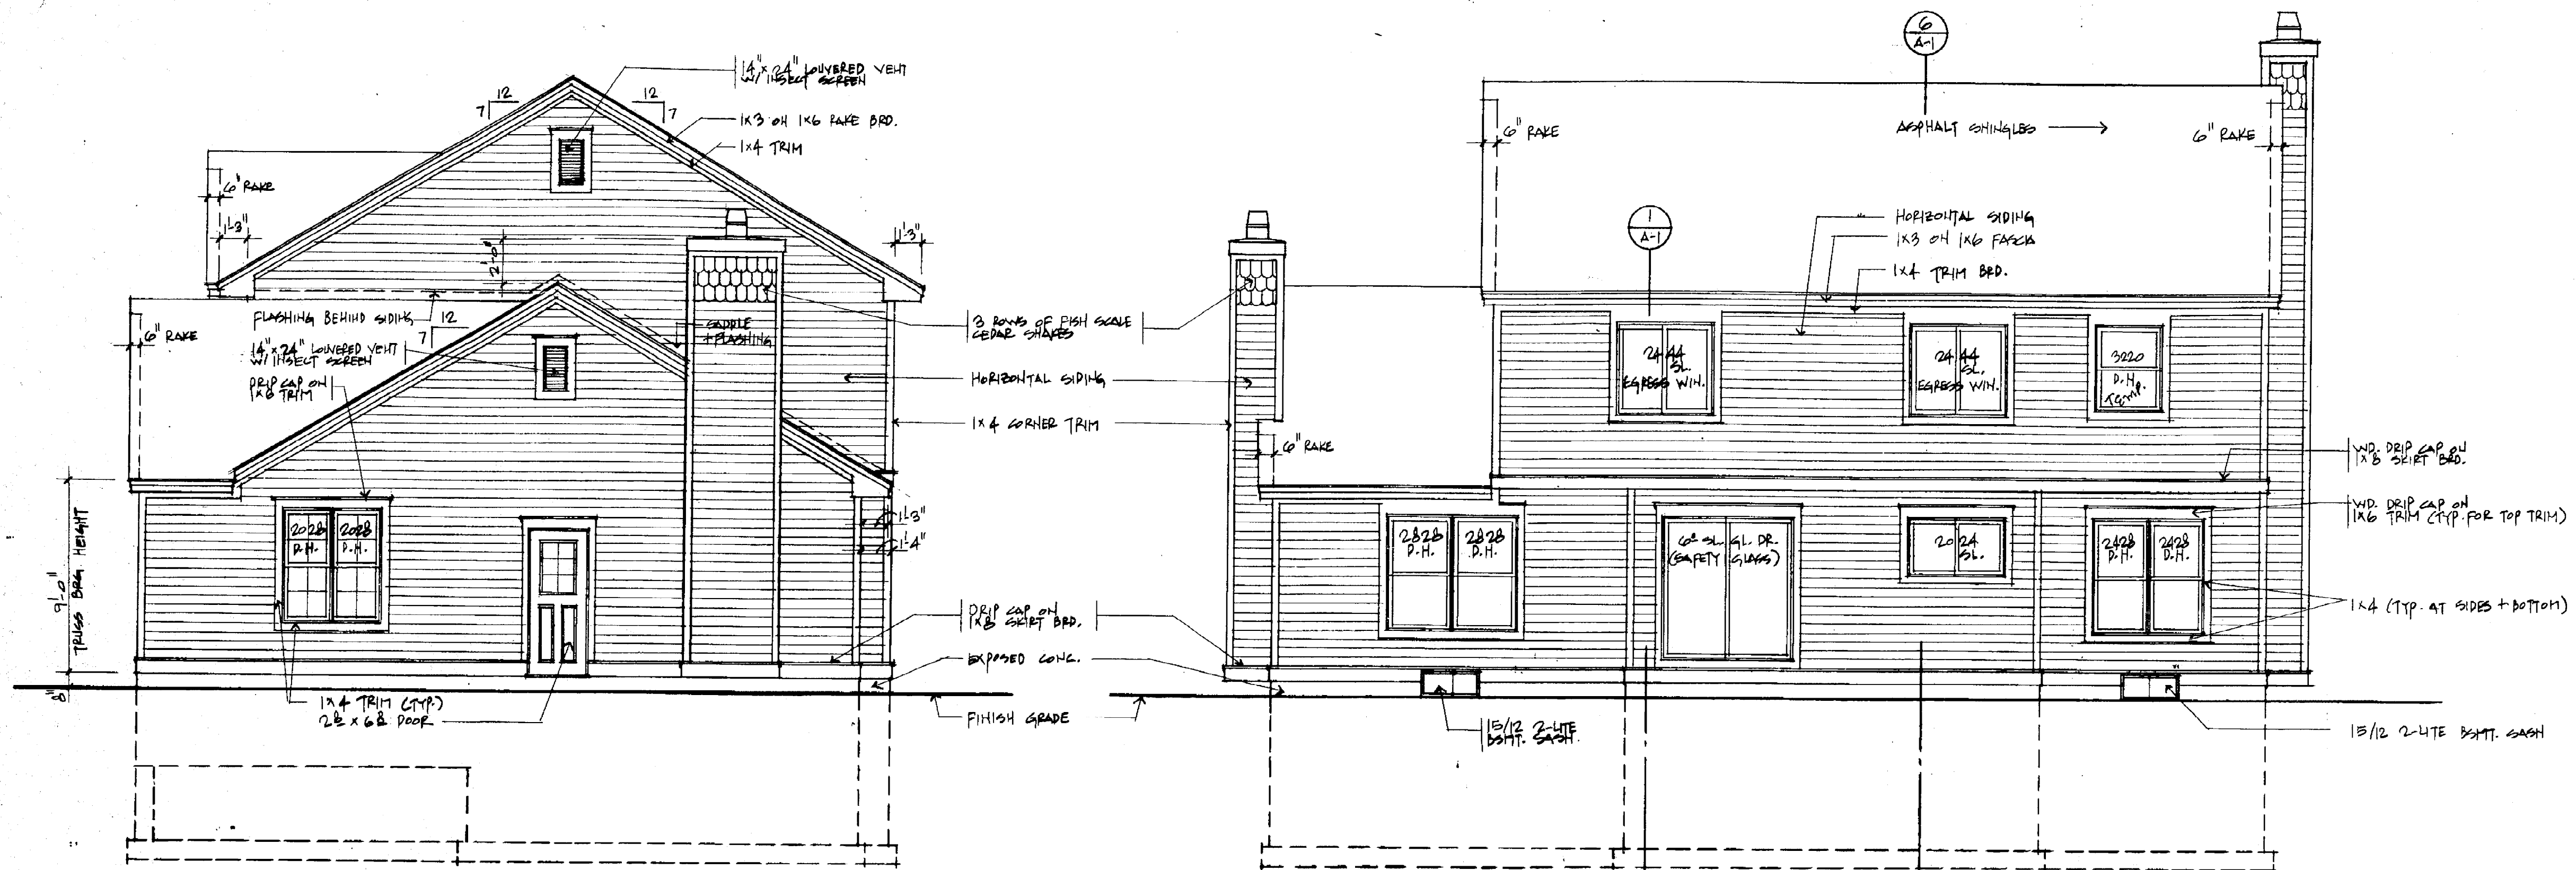 14" x 24" LOUVERED VENT
W/ INSECT SCREEN
12
7
12
7
1x3 ON 1x6 RAKE BRD.
1x4 TRIM
6" RAKE
1'-3"
1'-3"
2'-0"
FLASHING BEHIND SIDING
12
7
SADDLE
+ FLASHING
6" RAKE
14" x 24" LOUVERED VENT
W/ INSECT SCREEN
DRIP CAP ON
1x6 TRIM
3 ROWS OF FISH SCALE
CEDAR SHAKES
HORIZONTAL SIDING
1x4 CORNER TRIM
2028
D.H.
2028
D.H.
1'-3"
1'-4"
9'-0"
TRUSS BRG. HEIGHT
8"
DRIP CAP ON
1x8 SKIRT BRD.
EXPOSED CONC.
FINISH GRADE
1x4 TRIM (TYP.)
28 x 68 DOOR
6
A-1
6" RAKE
ASPHALT SHINGLES
6" RAKE
1
A-1
HORIZONTAL SIDING
1x3 ON 1x6 FASCIA
1x4 TRIM BRD.
2444
SL.
EGRESS WIN.
2444
SL.
EGRESS WIN.
3220
D.H.
TEMP.
6" RAKE
WD. DRIP CAP ON
1x8 SKIRT BRD.
WD. DRIP CAP ON
1x6 TRIM (TYP. FOR TOP TRIM)
2828
D.H.
2828
D.H.
6° SL. GL. DR.
(SAFETY GLASS)
2024
SL.
2428
D.H.
2428
D.H.
1x4 (TYP. AT SIDES + BOTTOM)
15/12 2-LITE
BSMT. SASH
15/12 2-LITE BSMT. SASH